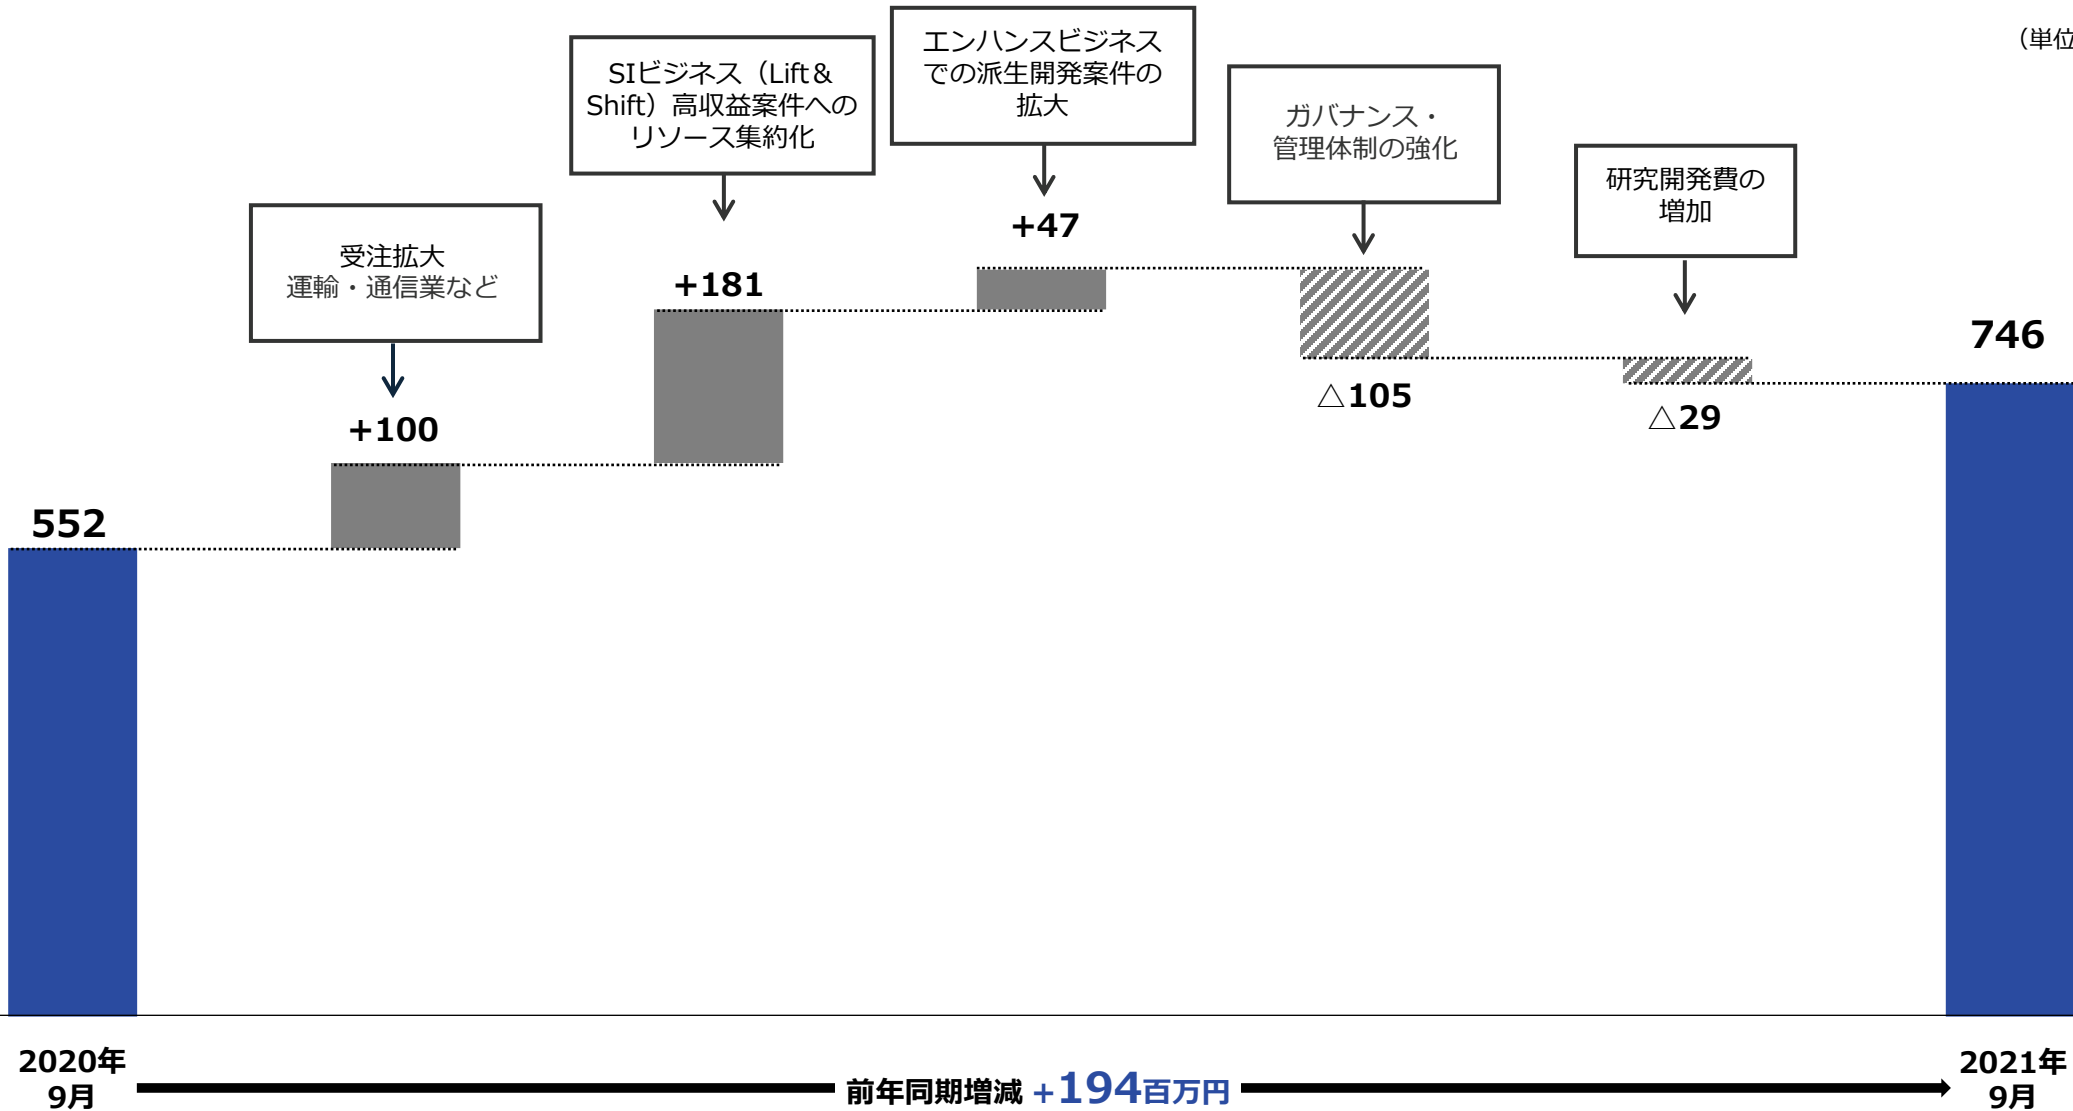 （単位
エンハンスビジネス
での派生開発案件の
拡大
SIビジネス（Lift＆
Shift）高収益案件への
リソース集約化
ガバナンス・
管理体制の強化
研究開発費の
増加
受注拡大
運輸・通信業など
+47
+181
746
△105
△29
+100
552
2020年
9月
前年同期増減 +194百万円
2021年
9月